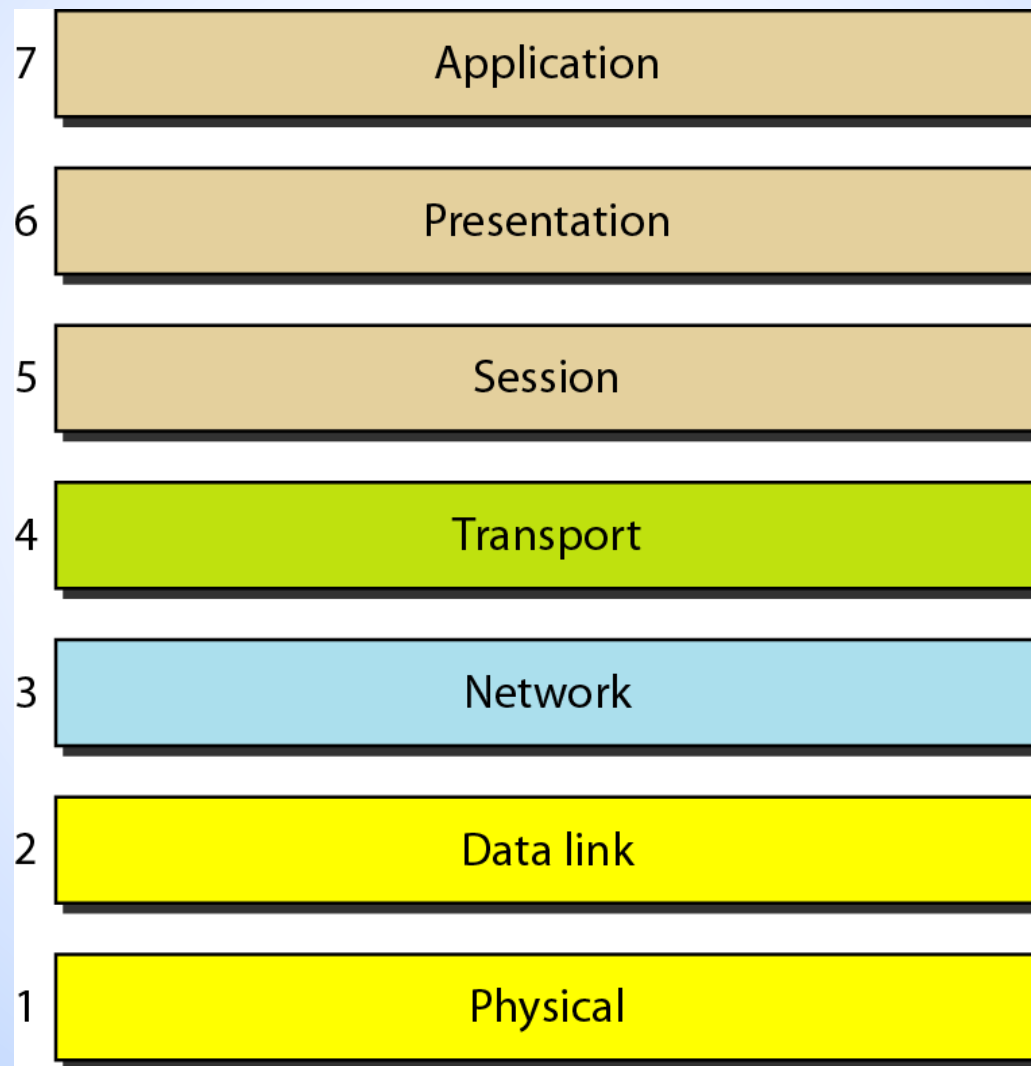 7 Application
6 Presentation
5 Session
4 Transport
3 Network
2 Data link
1 Physical